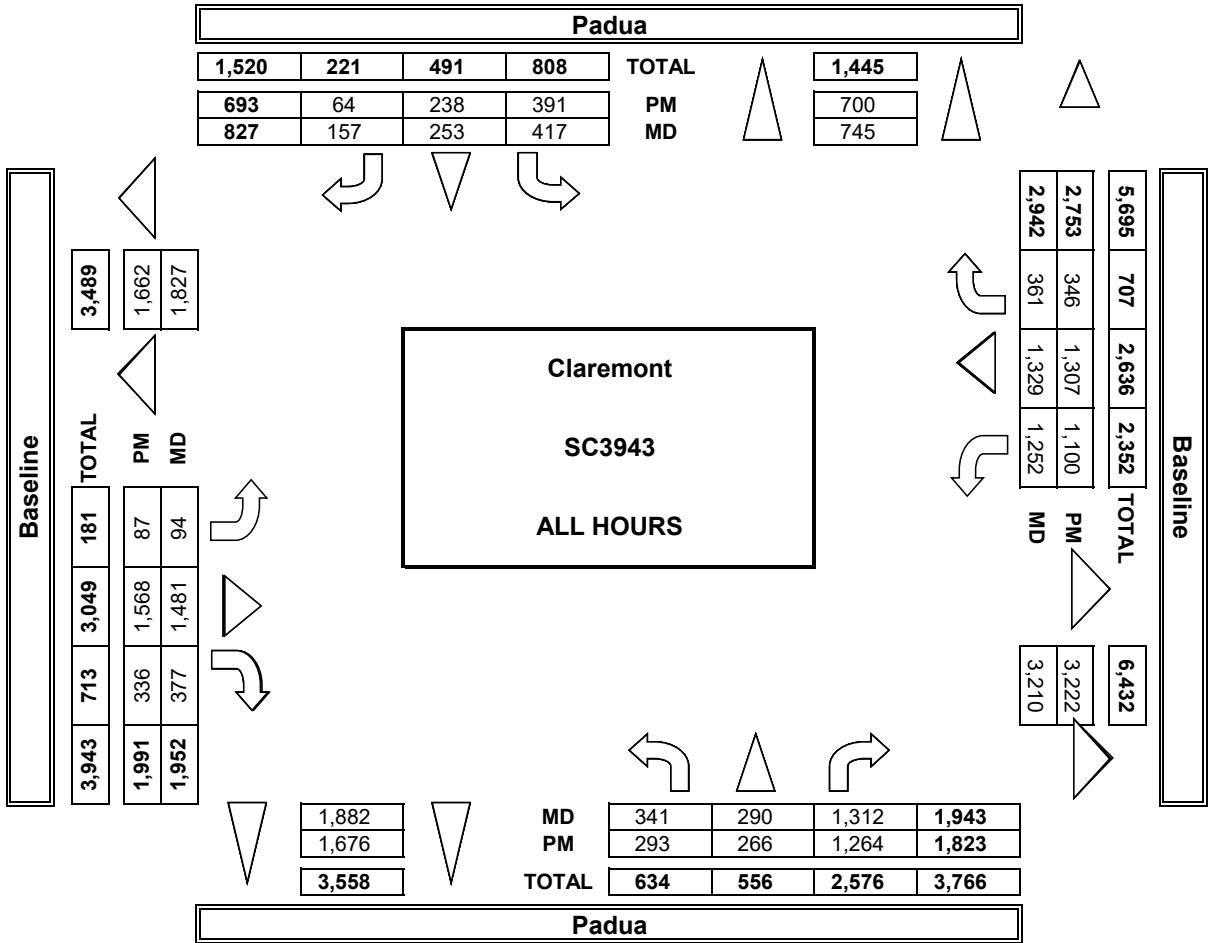 Padua
1,520 221 491 808 TOTAL 1,445
693 64 238 391 PM 700
827 157 253 417 MD 745
Baseline
3,489
1,662
1,827
TOTAL
PM
MD
181 3,049 713 3,943
87 1,568 336 1,991
94 1,481 377 1,952
Claremont
SC3943
ALL HOURS
5,695 707 2,636 2,352 TOTAL
2,753 346 1,307 1,100 PM
2,942 361 1,329 1,252 MD
6,432
3,222
3,210
Baseline
1,882 MD 341 290 1,312 1,943
1,676 PM 293 266 1,264 1,823
3,558 TOTAL 634 556 2,576 3,766
Padua